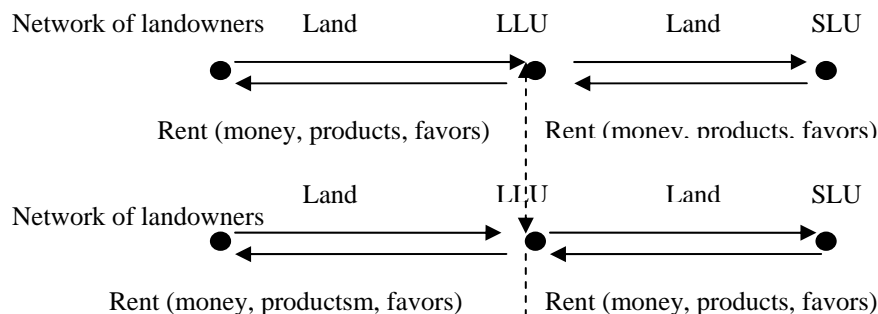 Network of landowners Land LLU Land SLU
Rent (money, products, favors) Rent (money, products, favors)
Land LLU Land SLU
Network of landowners
Rent (money, productsm, favors) Rent (money, products, favors)